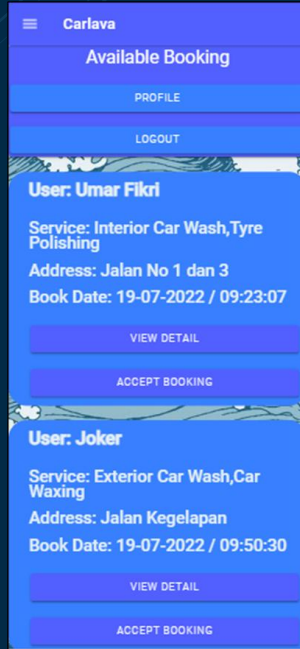 Carlava
Available Booking
PROFILE
LOGOUT
User: Umar Fikri
Service: Interior Car Wash,Tyre
Polishing
Address: Jalan No 1 dan 3
Book Date: 19-07-2022 / 09:23:07
VIEW DETAIL
ACCEPT BOOKING
User: Joker
Service: Exterior Car Wash,Car
Waxing
Address: Jalan Kegelapan
Book Date: 19-07-2022 / 09:50:30
VIEW DETAIL
ACCEPT BOOKING